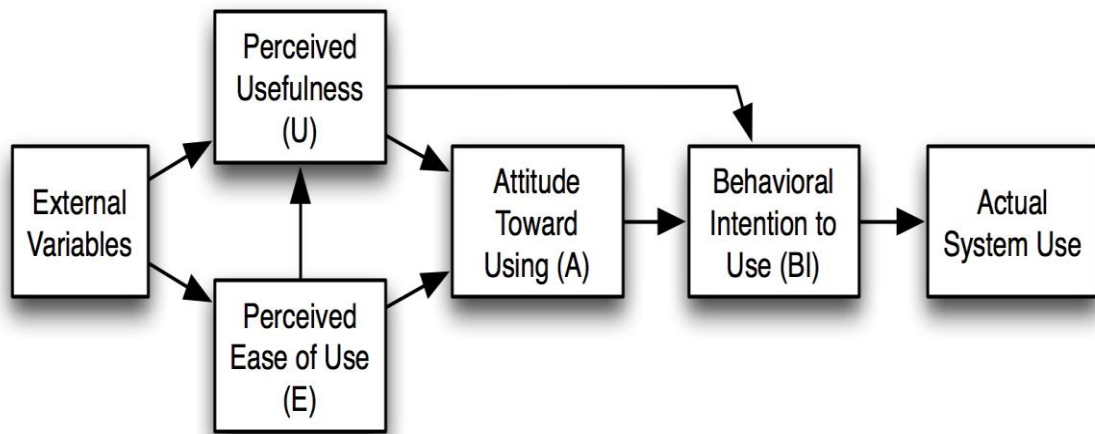 Perceived
Usefulness
(U)
External
Variables
Perceived
Ease of Use
(E)
Attitude
Toward
Using (A)
Behavioral
Intention to
Use (BI)
Actual
System Use